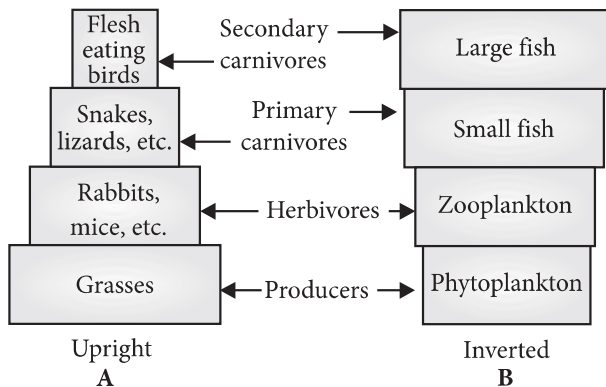 Flesh
eating
birds
Secondary
carnivores
Large fish
Snakes,
lizards, etc.
Primary
carnivores
Small fish
Rabbits,
mice, etc.
Herbivores
Zooplankton
Grasses
Producers
Phytoplankton
Upright
A
Inverted
B